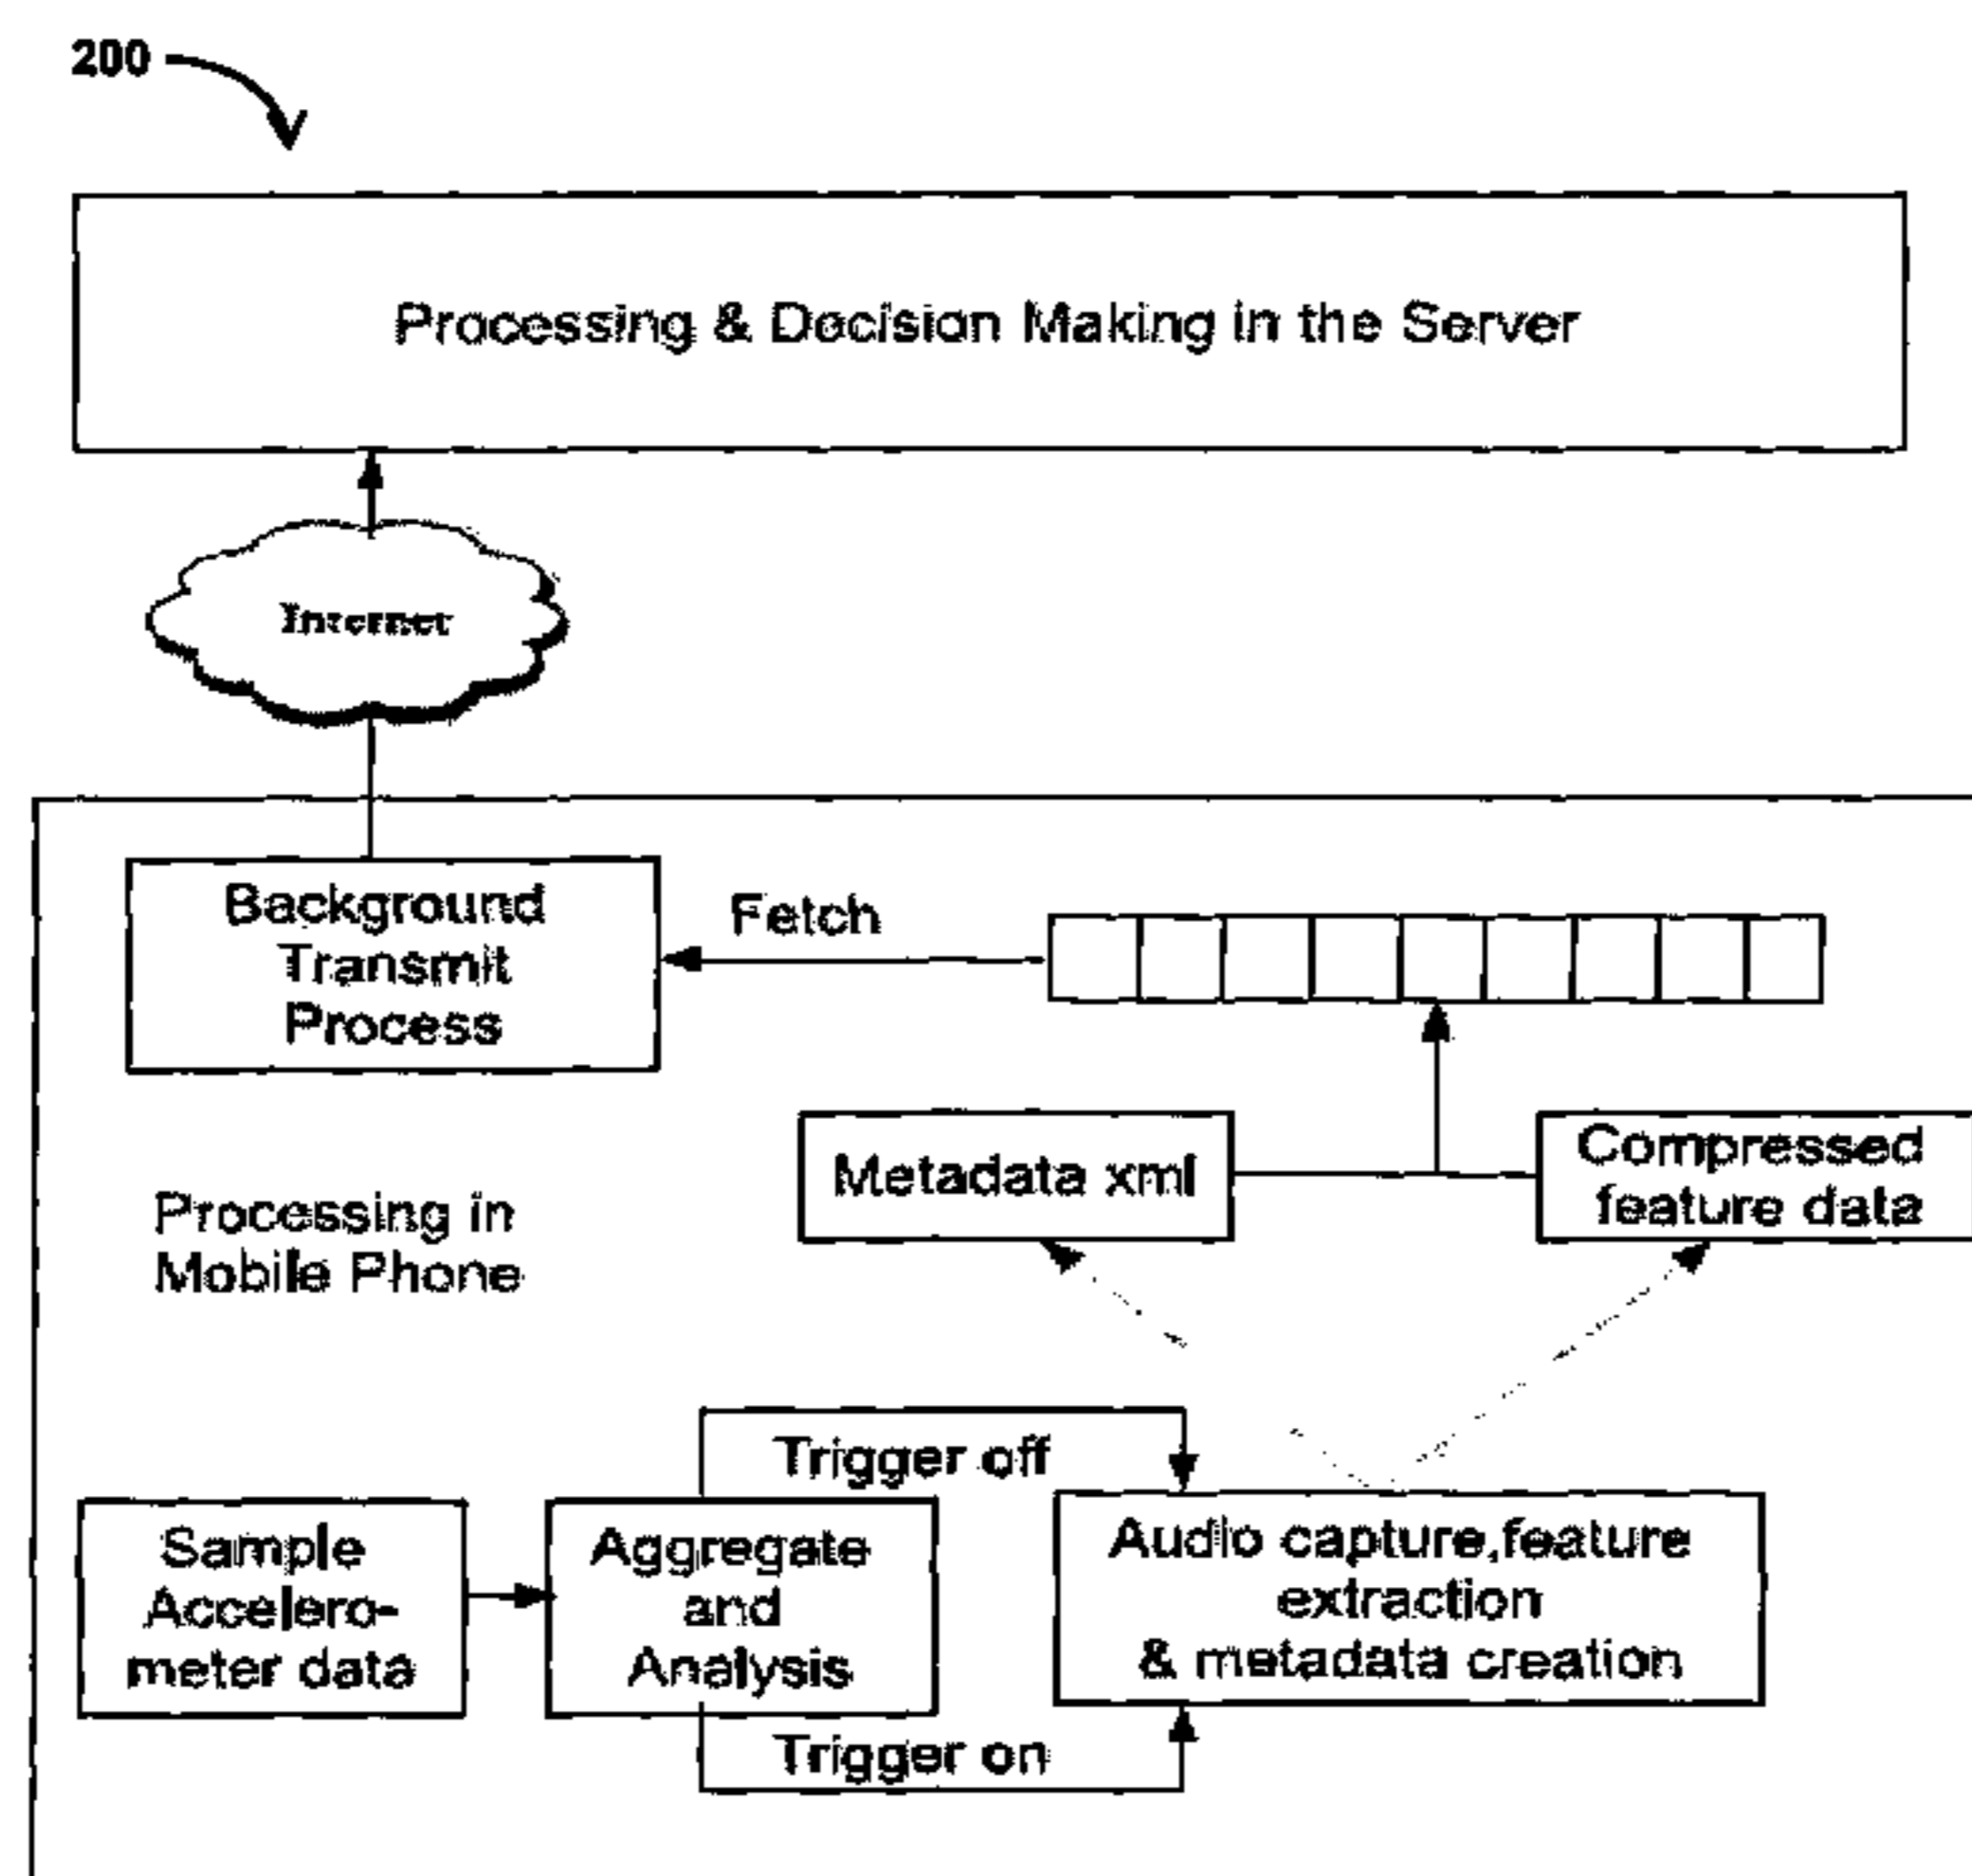 200
Processing & Decision Making in the Server
Internet
Background
Transmit
Process
Fetch
Metadata xml
Compressed
feature data
Processing in
Mobile Phone
Trigger off
Sample
Accelero-
meter data
Aggregate
and
Analysis
Audio capture,feature
extraction
& metadata creation
Trigger on